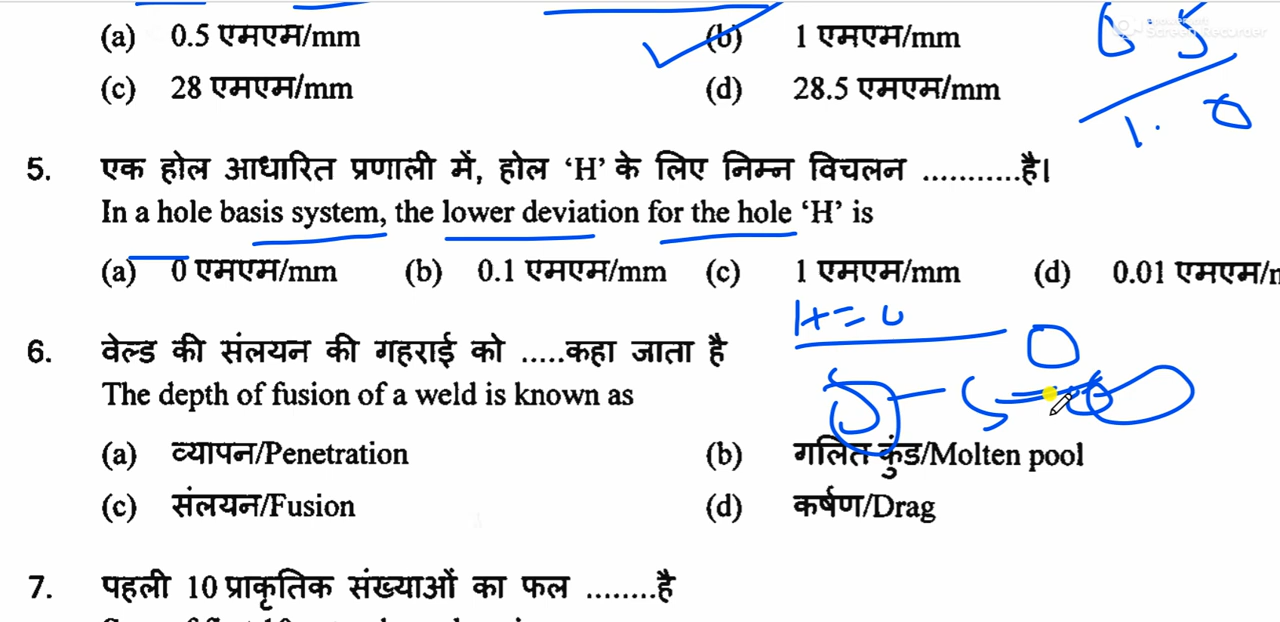 (a) 0.5 एमएम/mm (b) 1 एमएम/mm
(c) 28 एमएम/mm (d) 28.5 एमएम/mm
1.0
5. एक होल आधारित प्रणाली में, होल ‘H’ के लिए निम्न विचलन ...........है।
In a hole basis system, the lower deviation for the hole ‘H’ is
(a) 0 एमएम/mm (b) 0.1 एमएम/mm (c) 1 एमएम/mm (d) 0.01 एमएम/
H = 0
6. वेल्ड की संलयन की गहराई को .....कहा जाता है
The depth of fusion of a weld is known as
(a) व्यापन/Penetration (b) गलित कुंड/Molten pool
(c) संलयन/Fusion (d) कर्षण/Drag
7. पहली 10 प्राकृतिक संख्याओं का फल ........है